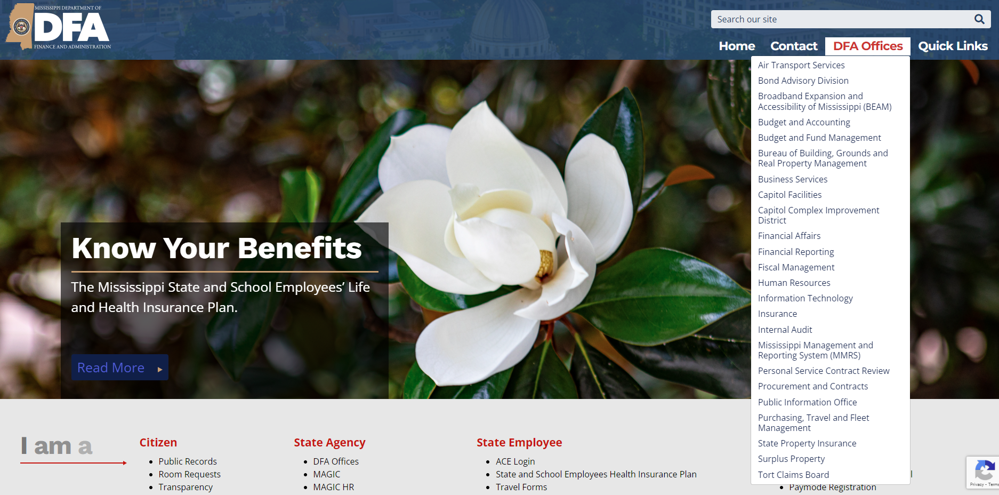 MISSISSIPPI DEPARTMENT OF
DFA
FINANCE AND ADMINISTRATION
Search our site
Home
Contact
DFA Offices
Quick Links
Air Transport Services
Bond Advisory Division
Broadband Expansion and
Accessibility of Mississippi (BEAM)
Budget and Accounting
Budget and Fund Management
Bureau of Building, Grounds and
Real Property Management
Business Services
Capitol Facilities
Capitol Complex Improvement
District
Financial Affairs
Financial Reporting
Fiscal Management
Human Resources
Information Technology
Insurance
Internal Audit
Mississippi Management and
Reporting System (MMRS)
Personal Service Contract Review
Procurement and Contracts
Public Information Office
Purchasing, Travel and Fleet
Management
State Property Insurance
Surplus Property
Tort Claims Board
Know Your Benefits
The Mississippi State and School Employees’ Life
and Health Insurance Plan.
Read More
I am a
Citizen
Public Records
Room Requests
Transparency
State Agency
DFA Offices
MAGIC
MAGIC HR
State Employee
ACE Login
State and School Employees Health Insurance Plan
Travel Forms
Paymode Registration
Privacy - Terms